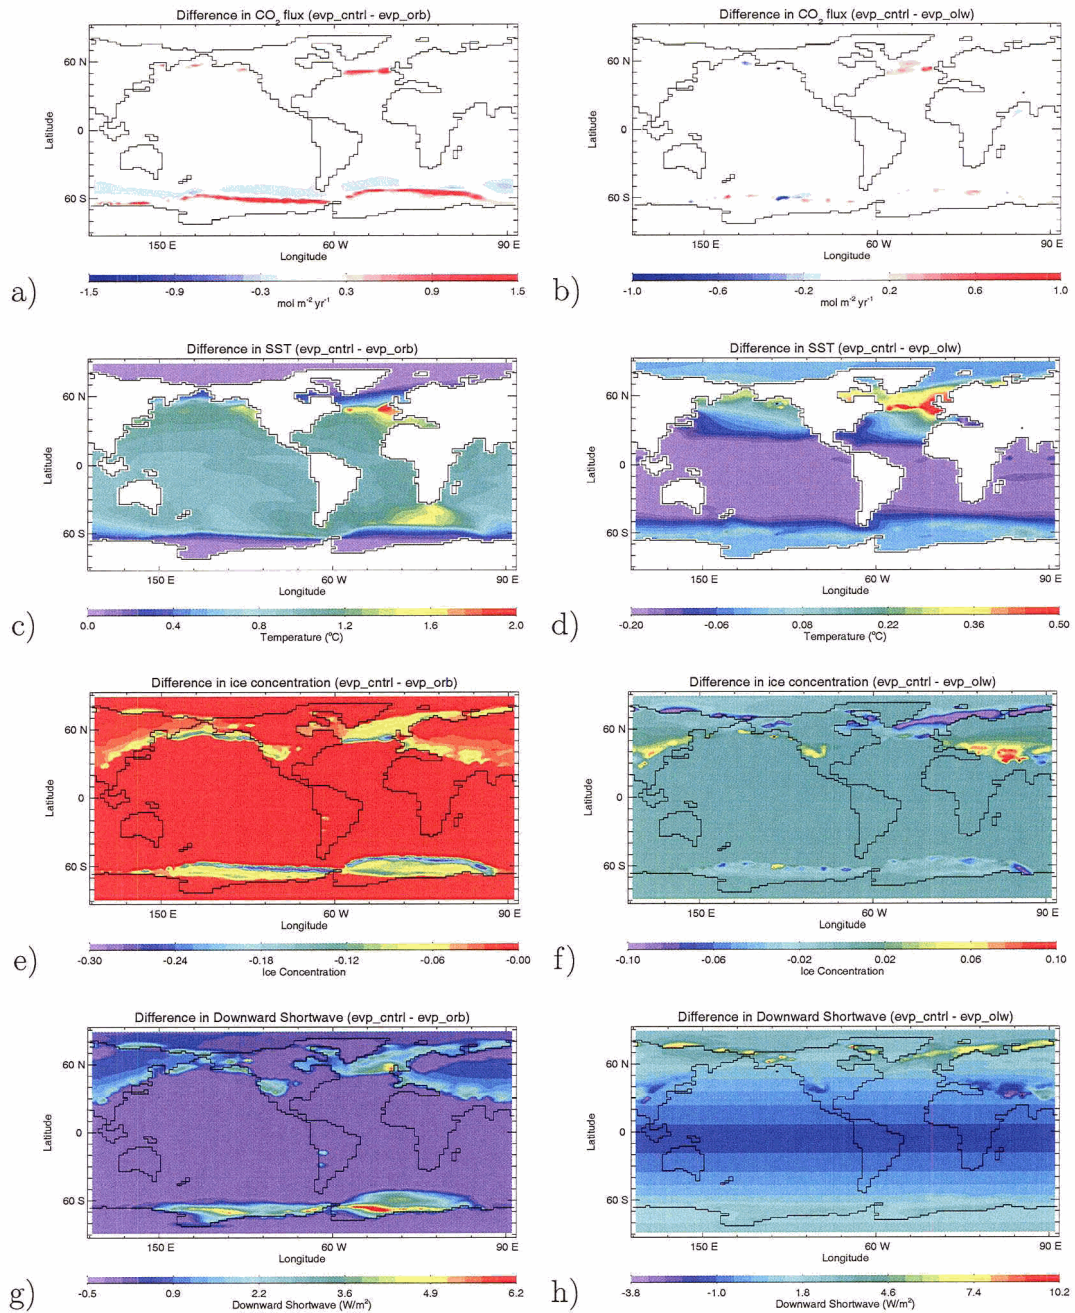 Difference in CO₂ flux (evp_cntrl - evp_orb)
60 N
0
60 S
Latitude
150 E
60 W
90 E
Longitude
-1.5 -0.9 -0.3 0.3 0.9 1.5
mol m⁻² yr⁻¹
a)
Difference in CO₂ flux (evp_cntrl - evp_olw)
60 N
0
60 S
Latitude
150 E
60 W
90 E
Longitude
-1.0 -0.6 -0.2 0.2 0.6 1.0
mol m⁻² yr⁻¹
b)
Difference in SST (evp_cntrl - evp_orb)
60 N
0
60 S
Latitude
150 E
60 W
90 E
Longitude
0.0 0.4 0.8 1.2 1.6 2.0
Temperature (°C)
c)
Difference in SST (evp_cntrl - evp_olw)
60 N
0
60 S
Latitude
150 E
60 W
90 E
Longitude
-0.20 -0.06 0.08 0.22 0.36 0.50
Temperature (°C)
d)
Difference in ice concentration (evp_cntrl - evp_orb)
60 N
0
60 S
Latitude
150 E
60 W
90 E
Longitude
-0.30 -0.24 -0.18 -0.12 -0.06 -0.00
Ice Concentration
e)
Difference in ice concentration (evp_cntrl - evp_olw)
60 N
0
60 S
Latitude
150 E
60 W
90 E
Longitude
-0.10 -0.06 -0.02 0.02 0.06 0.10
Ice Concentration
f)
Difference in Downward Shortwave (evp_cntrl - evp_orb)
60 N
0
60 S
Latitude
150 E
60 W
90 E
Longitude
-0.5 0.9 2.2 3.6 4.9 6.2
Downward Shortwave (W/m²)
g)
Difference in Downward Shortwave (evp_cntrl - evp_olw)
60 N
0
60 S
Latitude
150 E
60 W
90 E
Longitude
-3.8 -1.0 1.8 4.6 7.4 10.2
Downward Shortwave (W/m²)
h)